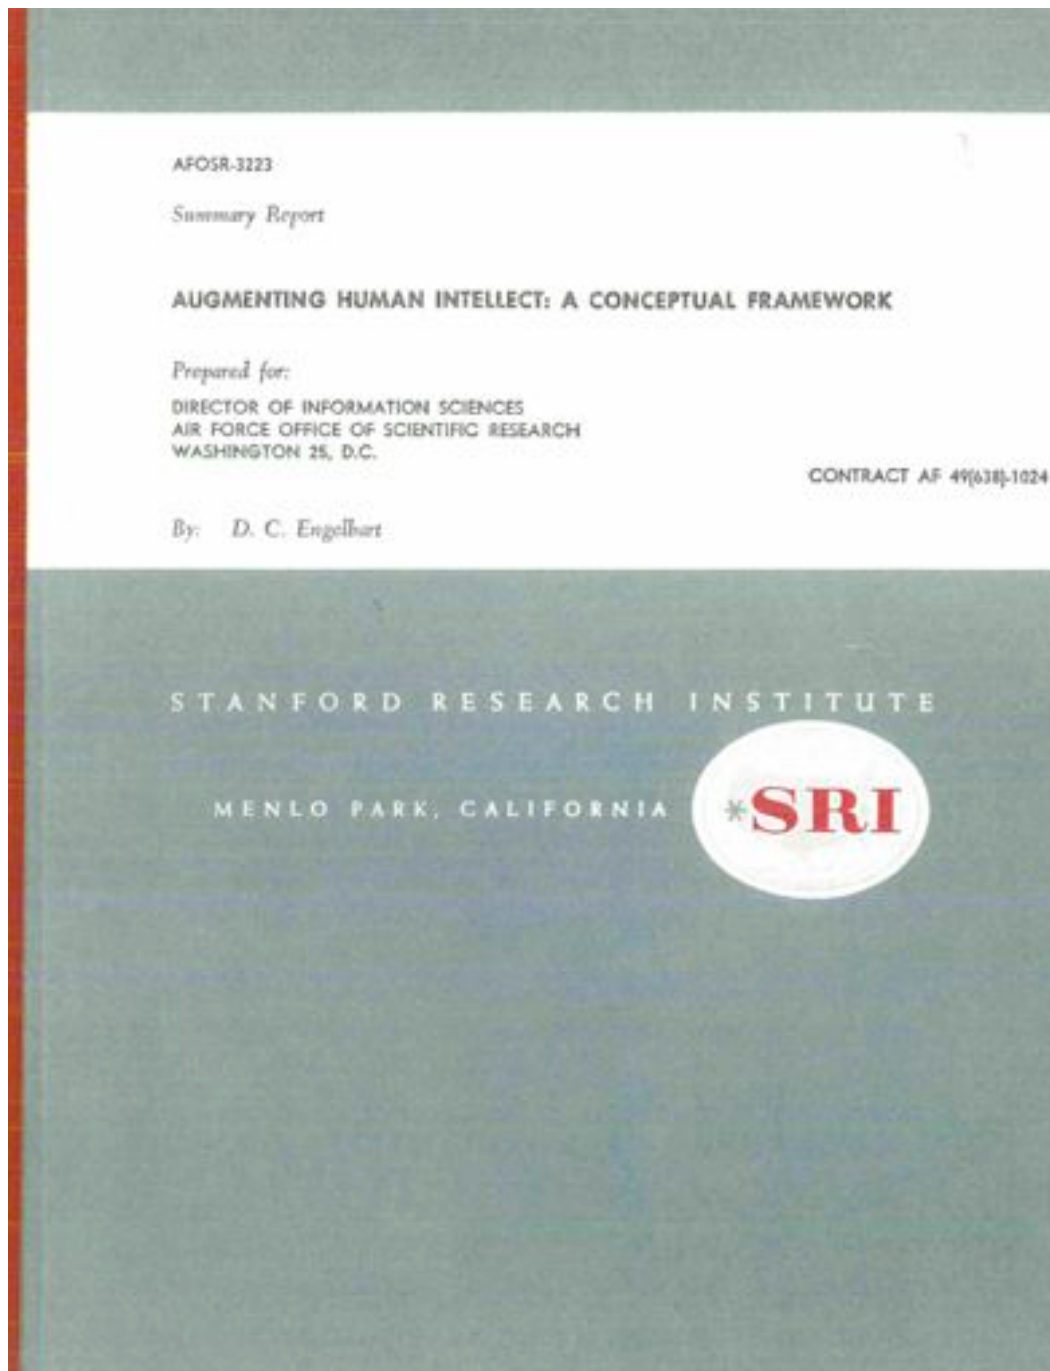 AFOSR-3223
Summary Report
AUGMENTING HUMAN INTELLECT: A CONCEPTUAL FRAMEWORK
Prepared for:
DIRECTOR OF INFORMATION SCIENCES
AIR FORCE OFFICE OF SCIENTIFIC RESEARCH
WASHINGTON 25, D.C.
CONTRACT AF 49(638)-1024
By: D. C. Engelbart
STANFORD RESEARCH INSTITUTE
MENLO PARK, CALIFORNIA
*SRI